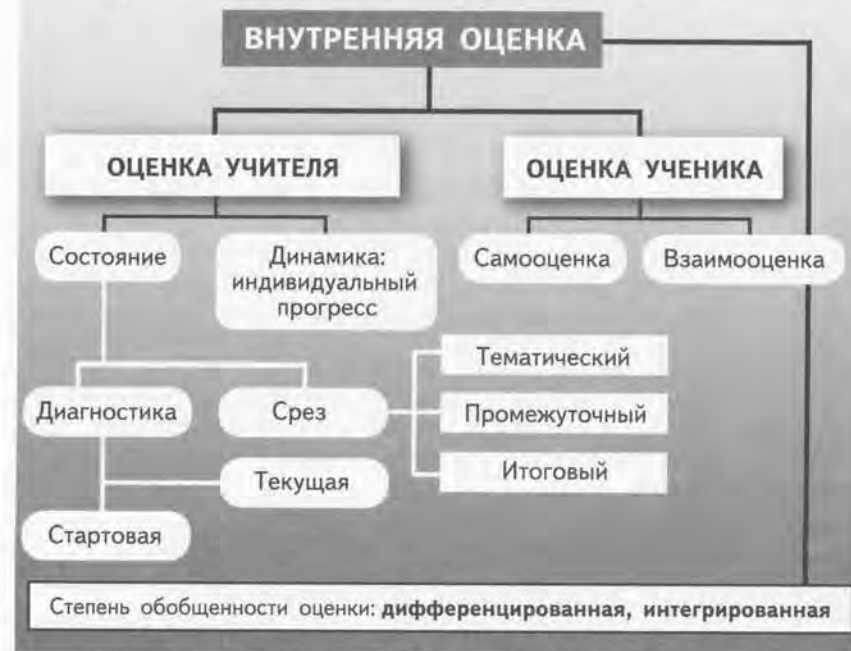 ВНУТРЕННЯЯ ОЦЕНКА
ОЦЕНКА УЧИТЕЛЯ
ОЦЕНКА УЧЕНИКА
Состояние
Динамика:
индивидуальный
прогресс
Самооценка
Взаимооценка
Диагностика
Срез
Тематический
Промежуточный
Итоговый
Текущая
Стартовая
Степень обобщенности оценки: дифференцированная, интегрированная